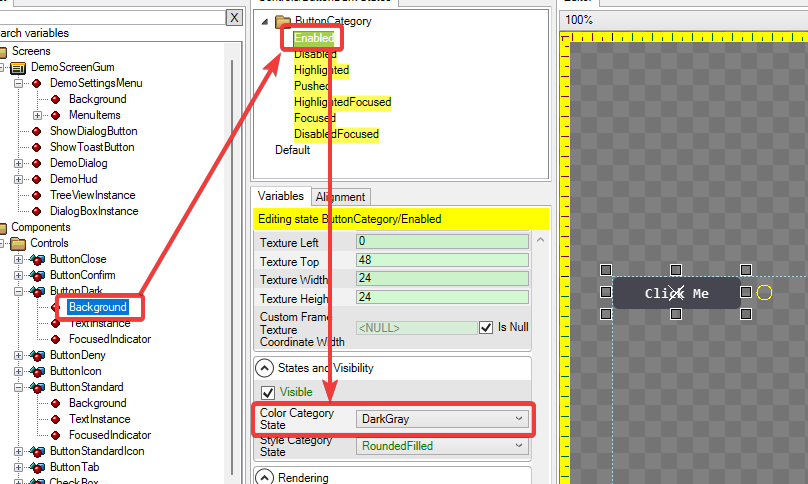 X
arch variables
Screens
DemoScreenGum
DemoSettingsMenu
Background
MenuItems
ShowDialogButton
ShowToastButton
DemoDialog
DemoHud
TreeViewInstance
DialogBoxInstance
Components
Controls
ButtonClose
ButtonConfirm
ButtonDark
Background
TextInstance
FocusedIndicator
ButtonDeny
ButtonIcon
ButtonStandard
Background
TextInstance
FocusedIndicator
ButtonStandardIcon
ButtonTab
CheckBox
ButtonCategory
Enabled
Disabled
Highlighted
Pushed
HighlightedFocused
Focused
DisabledFocused
Default
Variables
Alignment
Editing state ButtonCategory/Enabled
Texture Left 0
Texture Top 48
Texture Width 24
Texture Height 24
Custom Frame
Texture
Coordinate Width
<NULL>
Is Null
States and Visibility
Visible
Color Category
State
DarkGray
Style Category
State
RoundedFilled
Rendering
100%
Click Me